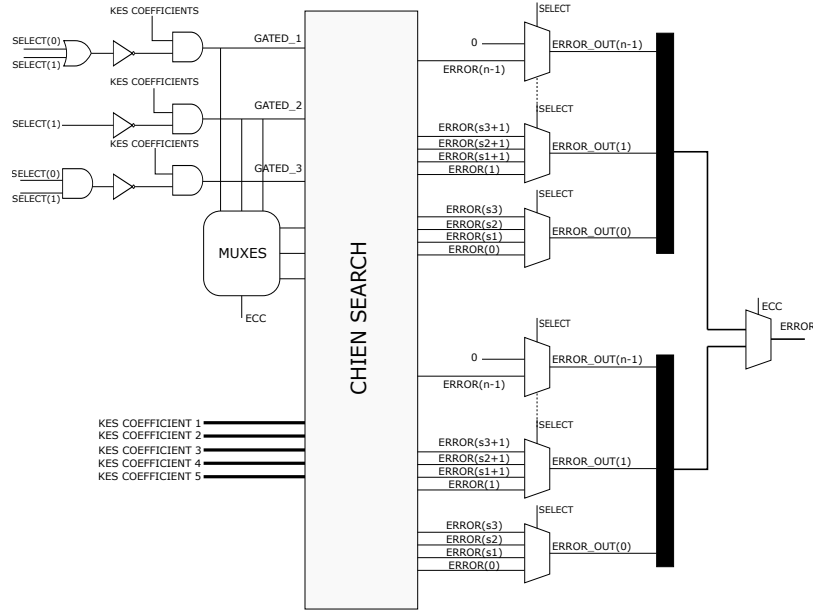 KES COEFFICIENTS
SELECT(0)
SELECT(1)
GATED_1
KES COEFFICIENTS
SELECT(1)
GATED_2
KES COEFFICIENTS
SELECT(0)
SELECT(1)
GATED_3
MUXES
ECC
KES COEFFICIENT 1
KES COEFFICIENT 2
KES COEFFICIENT 3
KES COEFFICIENT 4
KES COEFFICIENT 5
CHIEN SEARCH
SELECT
0
ERROR(n-1)
ERROR_OUT(n-1)
SELECT
ERROR(s3+1)
ERROR(s2+1)
ERROR(s1+1)
ERROR(1)
ERROR_OUT(1)
SELECT
ERROR(s3)
ERROR(s2)
ERROR(s1)
ERROR(0)
ERROR_OUT(0)
SELECT
0
ERROR(n-1)
ERROR_OUT(n-1)
SELECT
ERROR(s3+1)
ERROR(s2+1)
ERROR(s1+1)
ERROR(1)
ERROR_OUT(1)
SELECT
ERROR(s3)
ERROR(s2)
ERROR(s1)
ERROR(0)
ERROR_OUT(0)
ECC
ERROR